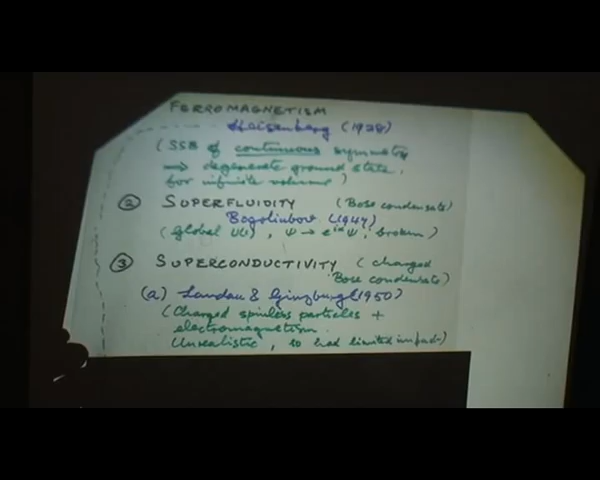 FERROMAGNETISM
Heisenberg (1928)
(SSB of continuous symmetry
⟹ degenerate ground state,
for infinite volume)
② SUPERFLUIDITY (Bose condensate)
Bogoliubov (1947)
(Global U(1), ψ → e^{iα}ψ, broken)
③ SUPERCONDUCTIVITY (charged
Bose condensate)
(a) Landau & Ginzburg (1950)
(Charged spinless particles +
electromagnetism.
Unrealistic, so had limited impact)